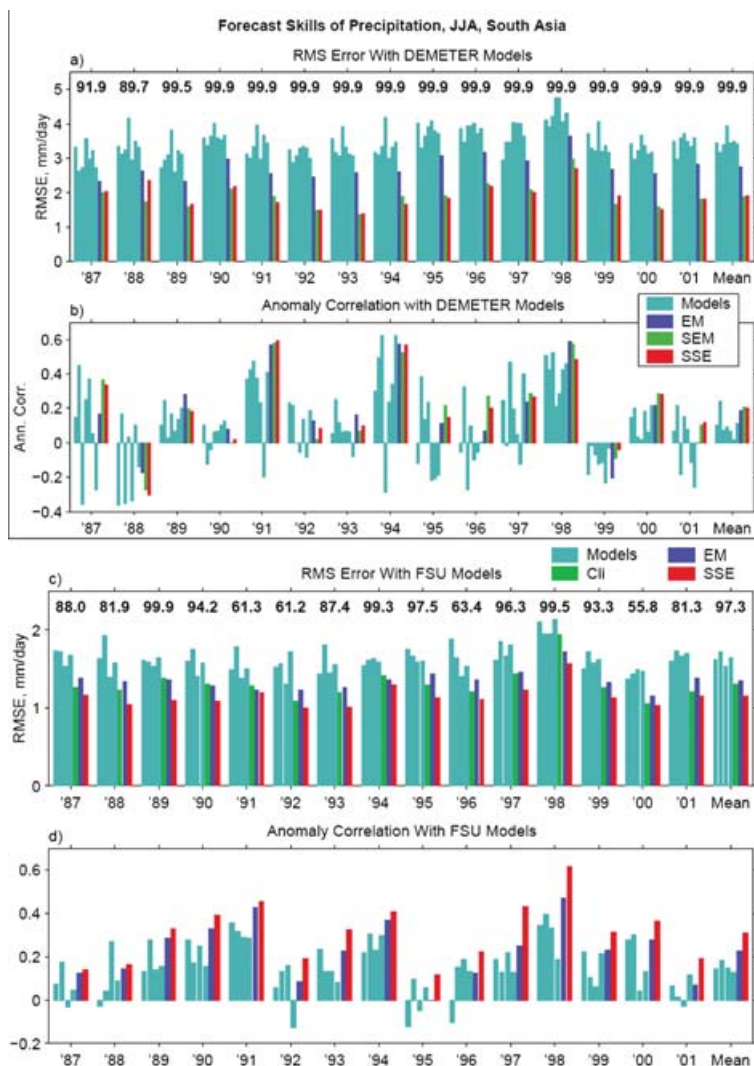 Forecast Skills of Precipitation, JJA, South Asia
a) RMS Error With DEMETER Models
91.9 89.7 99.5 99.9 99.9 99.9 99.9 99.9 99.9 99.9 99.9 99.9 99.9 99.9 99.9 99.9
RMSE, mm/day
5
4
3
2
1
0
'87 '88 '89 '90 '91 '92 '93 '94 '95 '96 '97 '98 '99 '00 '01 Mean
b) Anomaly Correlation with DEMETER Models
Models
EM
SEM
SSE
Ann. Corr.
0.6
0.4
0.2
0
−0.2
−0.4
'87 '88 '89 '90 '91 '92 '93 '94 '95 '96 '97 '98 '99 '00 '01 Mean
Models EM
Cli SSE
c) RMS Error With FSU Models
88.0 81.9 99.9 94.2 61.3 61.2 87.4 99.3 97.5 63.4 96.3 99.5 93.3 55.8 81.3 97.3
RMSE, mm/day
2
1
0
'87 '88 '89 '90 '91 '92 '93 '94 '95 '96 '97 '98 '99 '00 '01 Mean
d) Anomaly Correlation With FSU Models
0.6
0.4
0.2
0
−0.2
'87 '88 '89 '90 '91 '92 '93 '94 '95 '96 '97 '98 '99 '00 '01 Mean